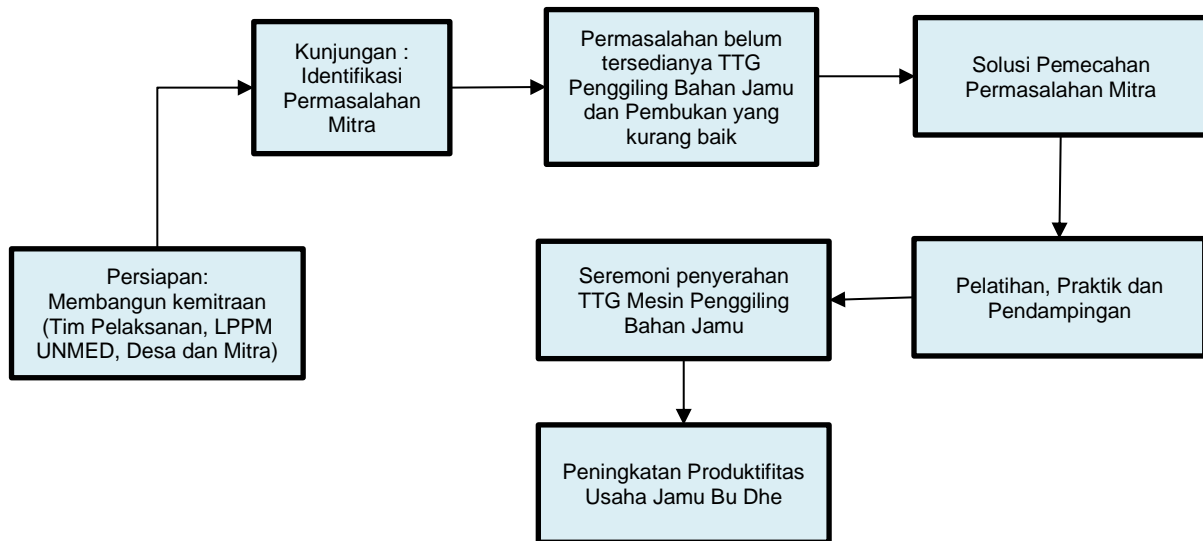 Persiapan:
Membangun kemitraan
(Tim Pelaksanan, LPPM
UNMED, Desa dan Mitra)
Kunjungan :
Identifikasi
Permasalahan
Mitra
Permasalahan belum
tersedianya TTG
Penggiling Bahan Jamu
dan Pembukan yang
kurang baik
Solusi Pemecahan
Permasalahan Mitra
Pelatihan, Praktik dan
Pendampingan
Seremoni penyerahan
TTG Mesin Penggiling
Bahan Jamu
Peningkatan Produktifitas
Usaha Jamu Bu Dhe